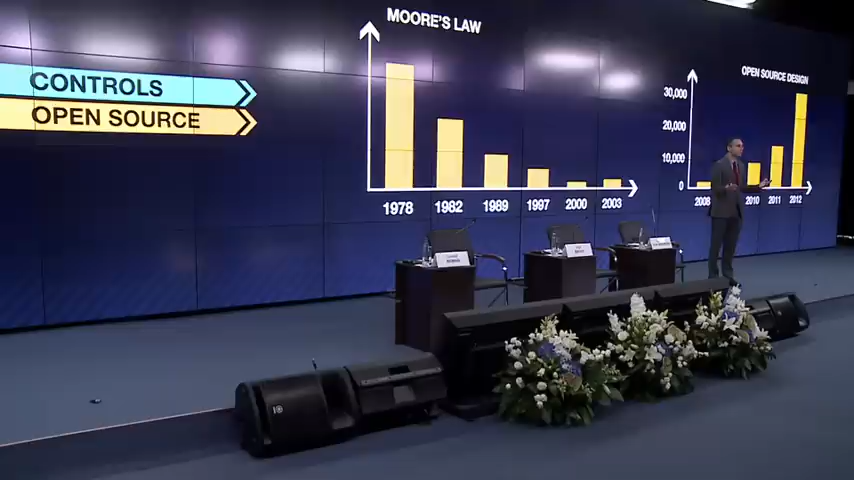 CONTROLS
OPEN SOURCE
MOORE'S LAW
1978 1982 1989 1997 2000 2003
OPEN SOURCE DESIGN
30,000
20,000
10,000
0
2008 2010 2011 2012